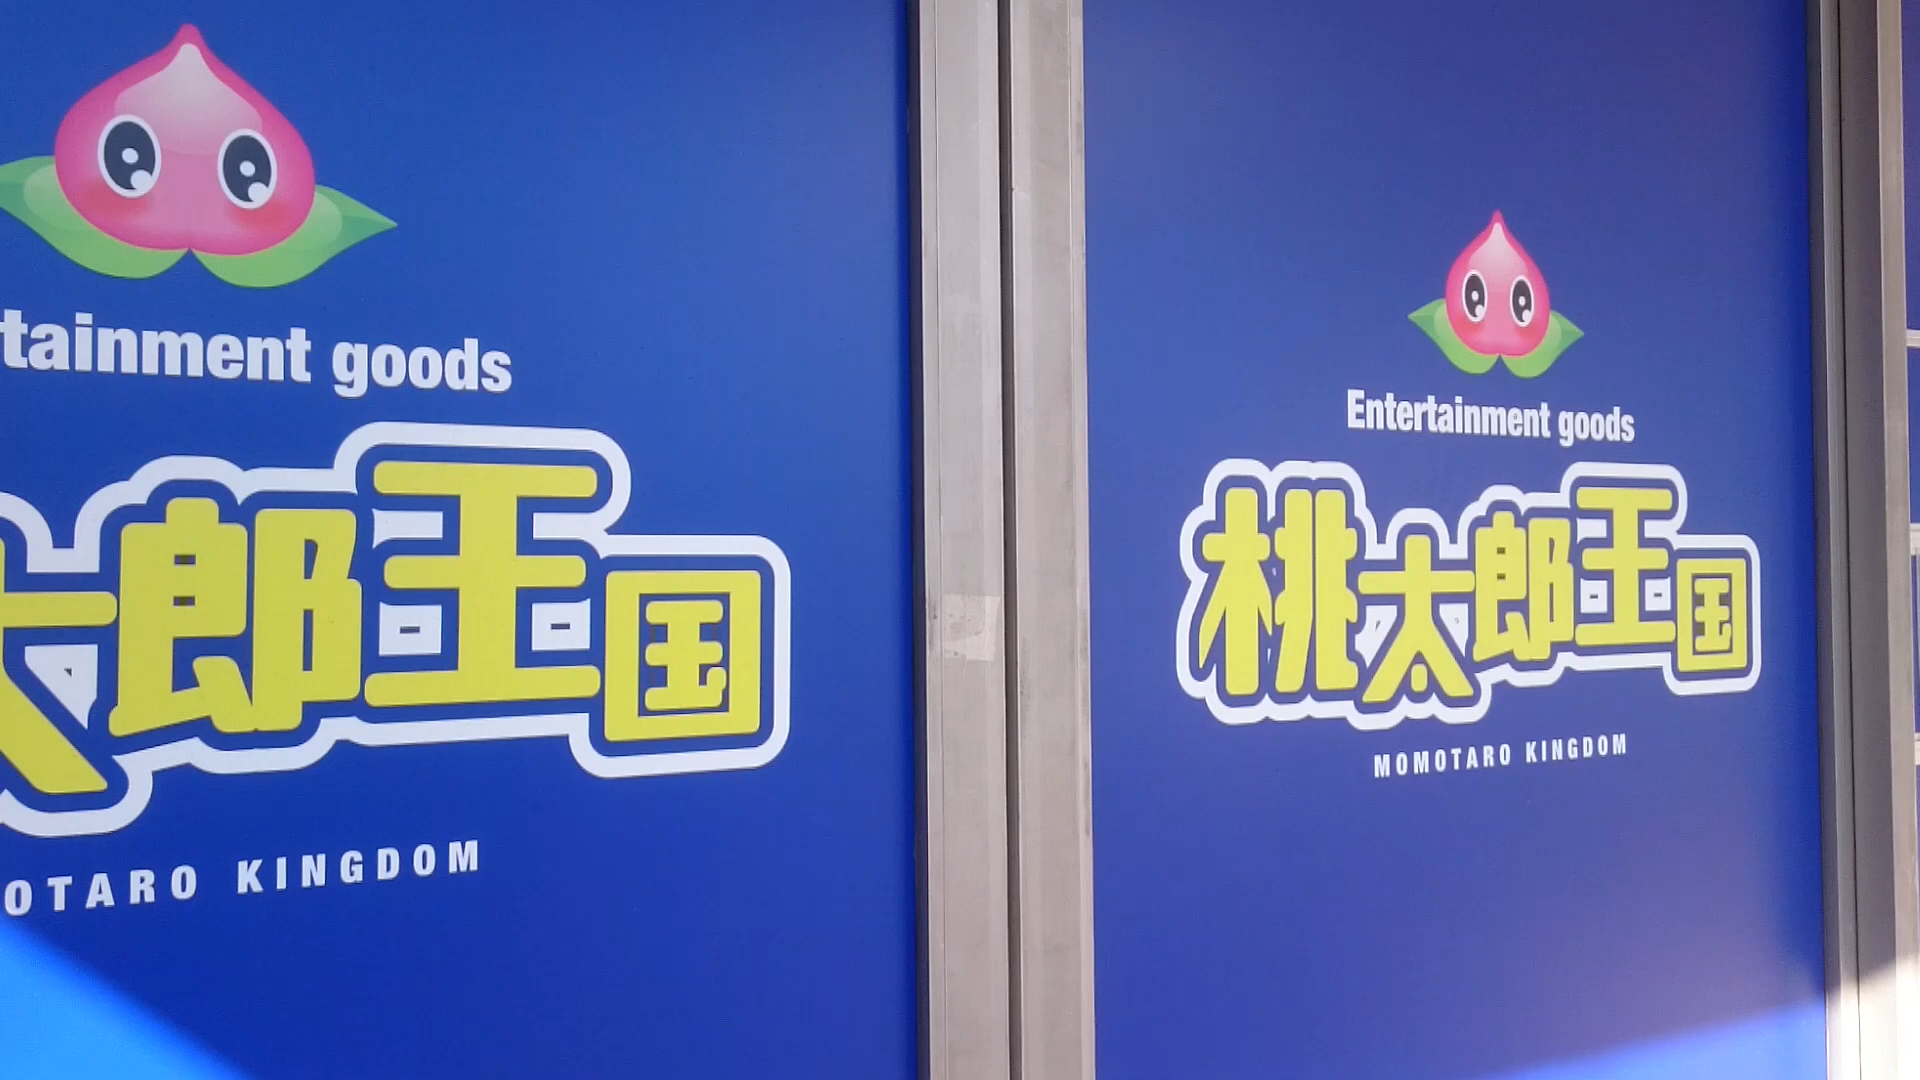 tainment goods
太郎王国
OTARO KINGDOM
Entertainment goods
桃太郎王国
MOMOTARO KINGDOM